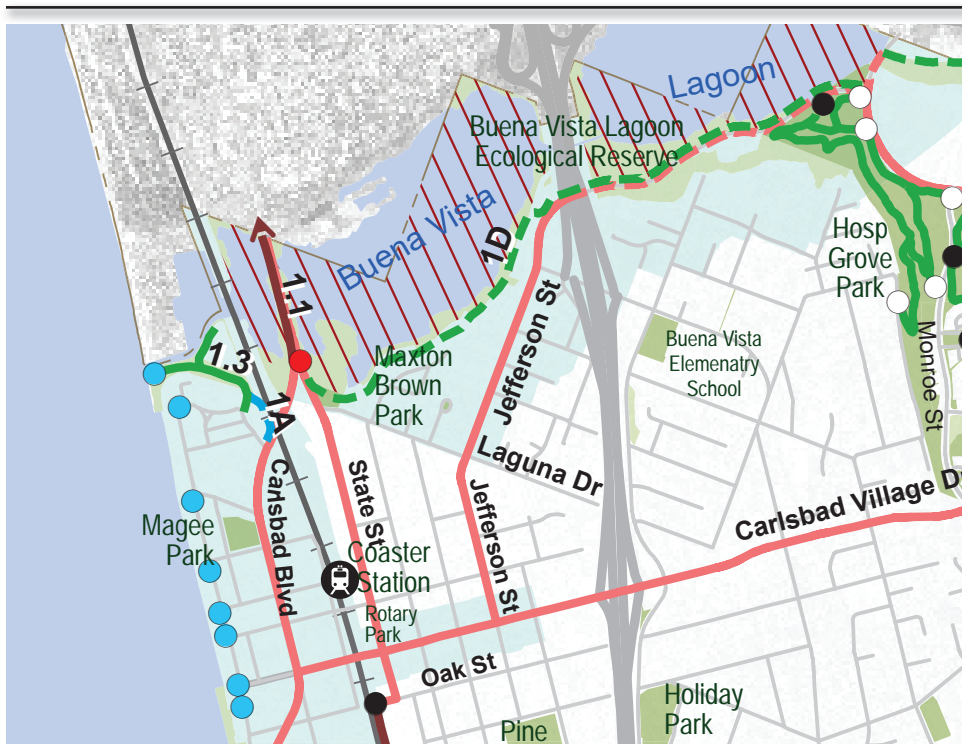 Lagoon
Buena Vista Lagoon
Ecological Reserve
Buena Vista
1D
1.1
Hosp
Grove
Park
1.3
1.A
Maxton
Brown
Park
Jefferson St
Buena Vista
Elemenatry
School
Monroe St
Laguna Dr
Carlsbad Village Dr
Carlsbad Blvd
State St
Jefferson St
Magee
Park
Coaster
Station
Rotary
Park
Oak St
Holiday
Park
Pine